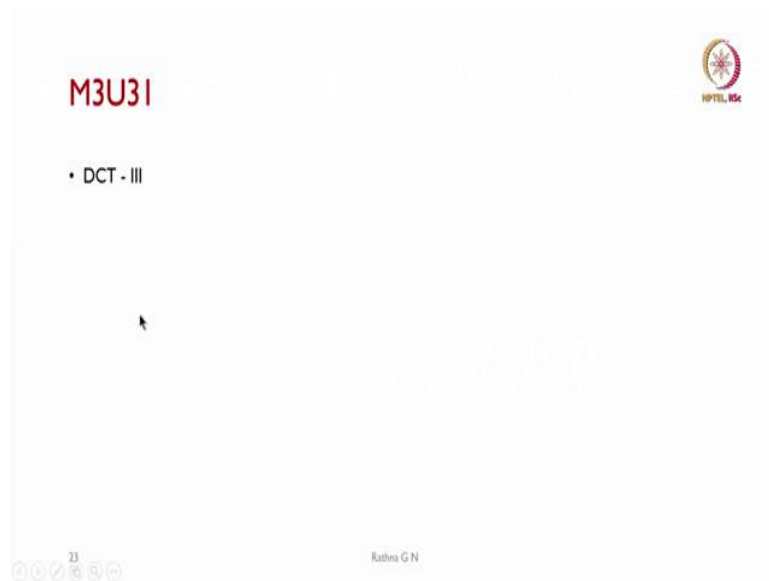 M3U31
NPTEL, IISc
• DCT - III
23
Rathna G N